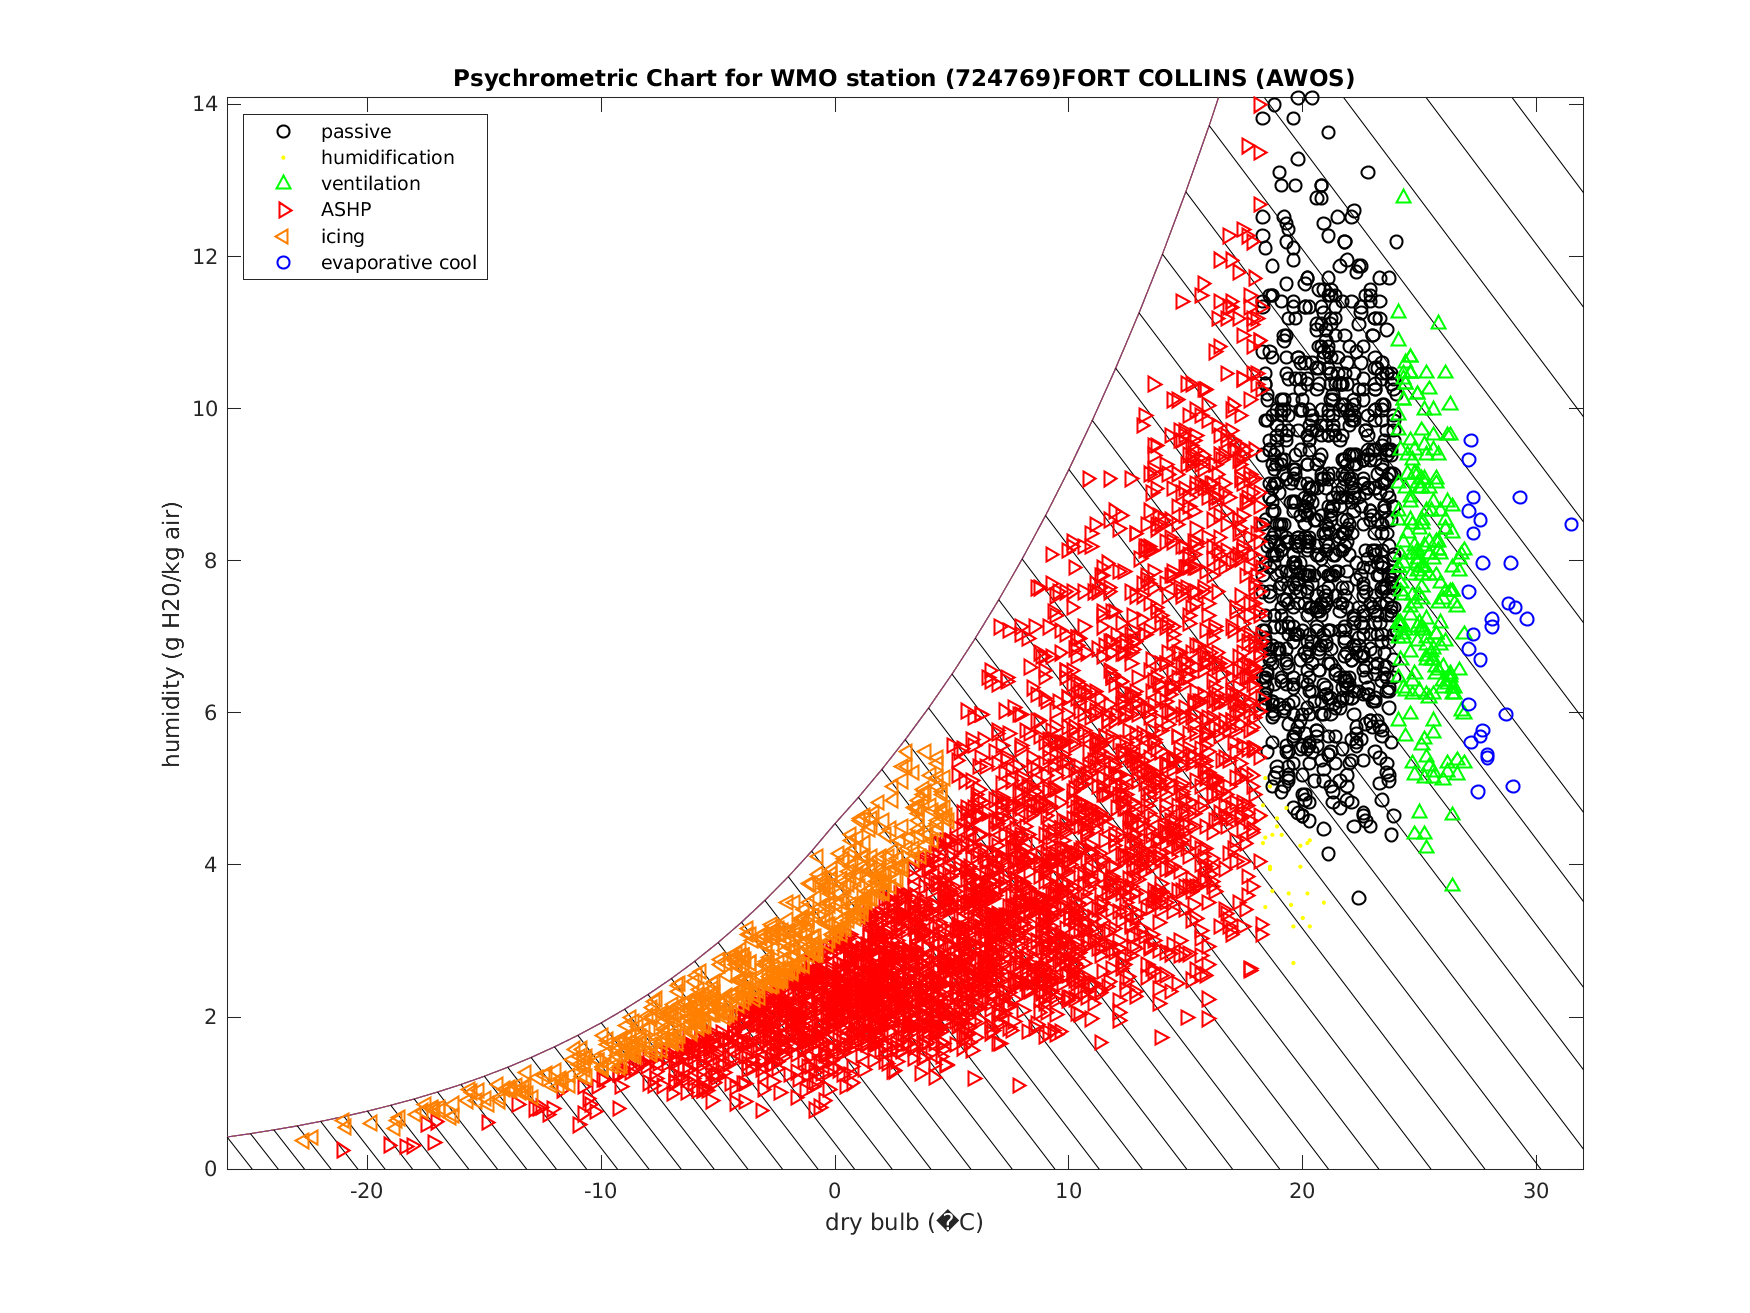 Psychrometric Chart for WMO station (724769)FORT COLLINS (AWOS)
passive
humidification
ventilation
ASHP
icing
evaporative cool
humidity (g H20/kg air)
14
12
10
8
6
4
2
0
-20 -10 0 10 20 30
dry bulb (�C)